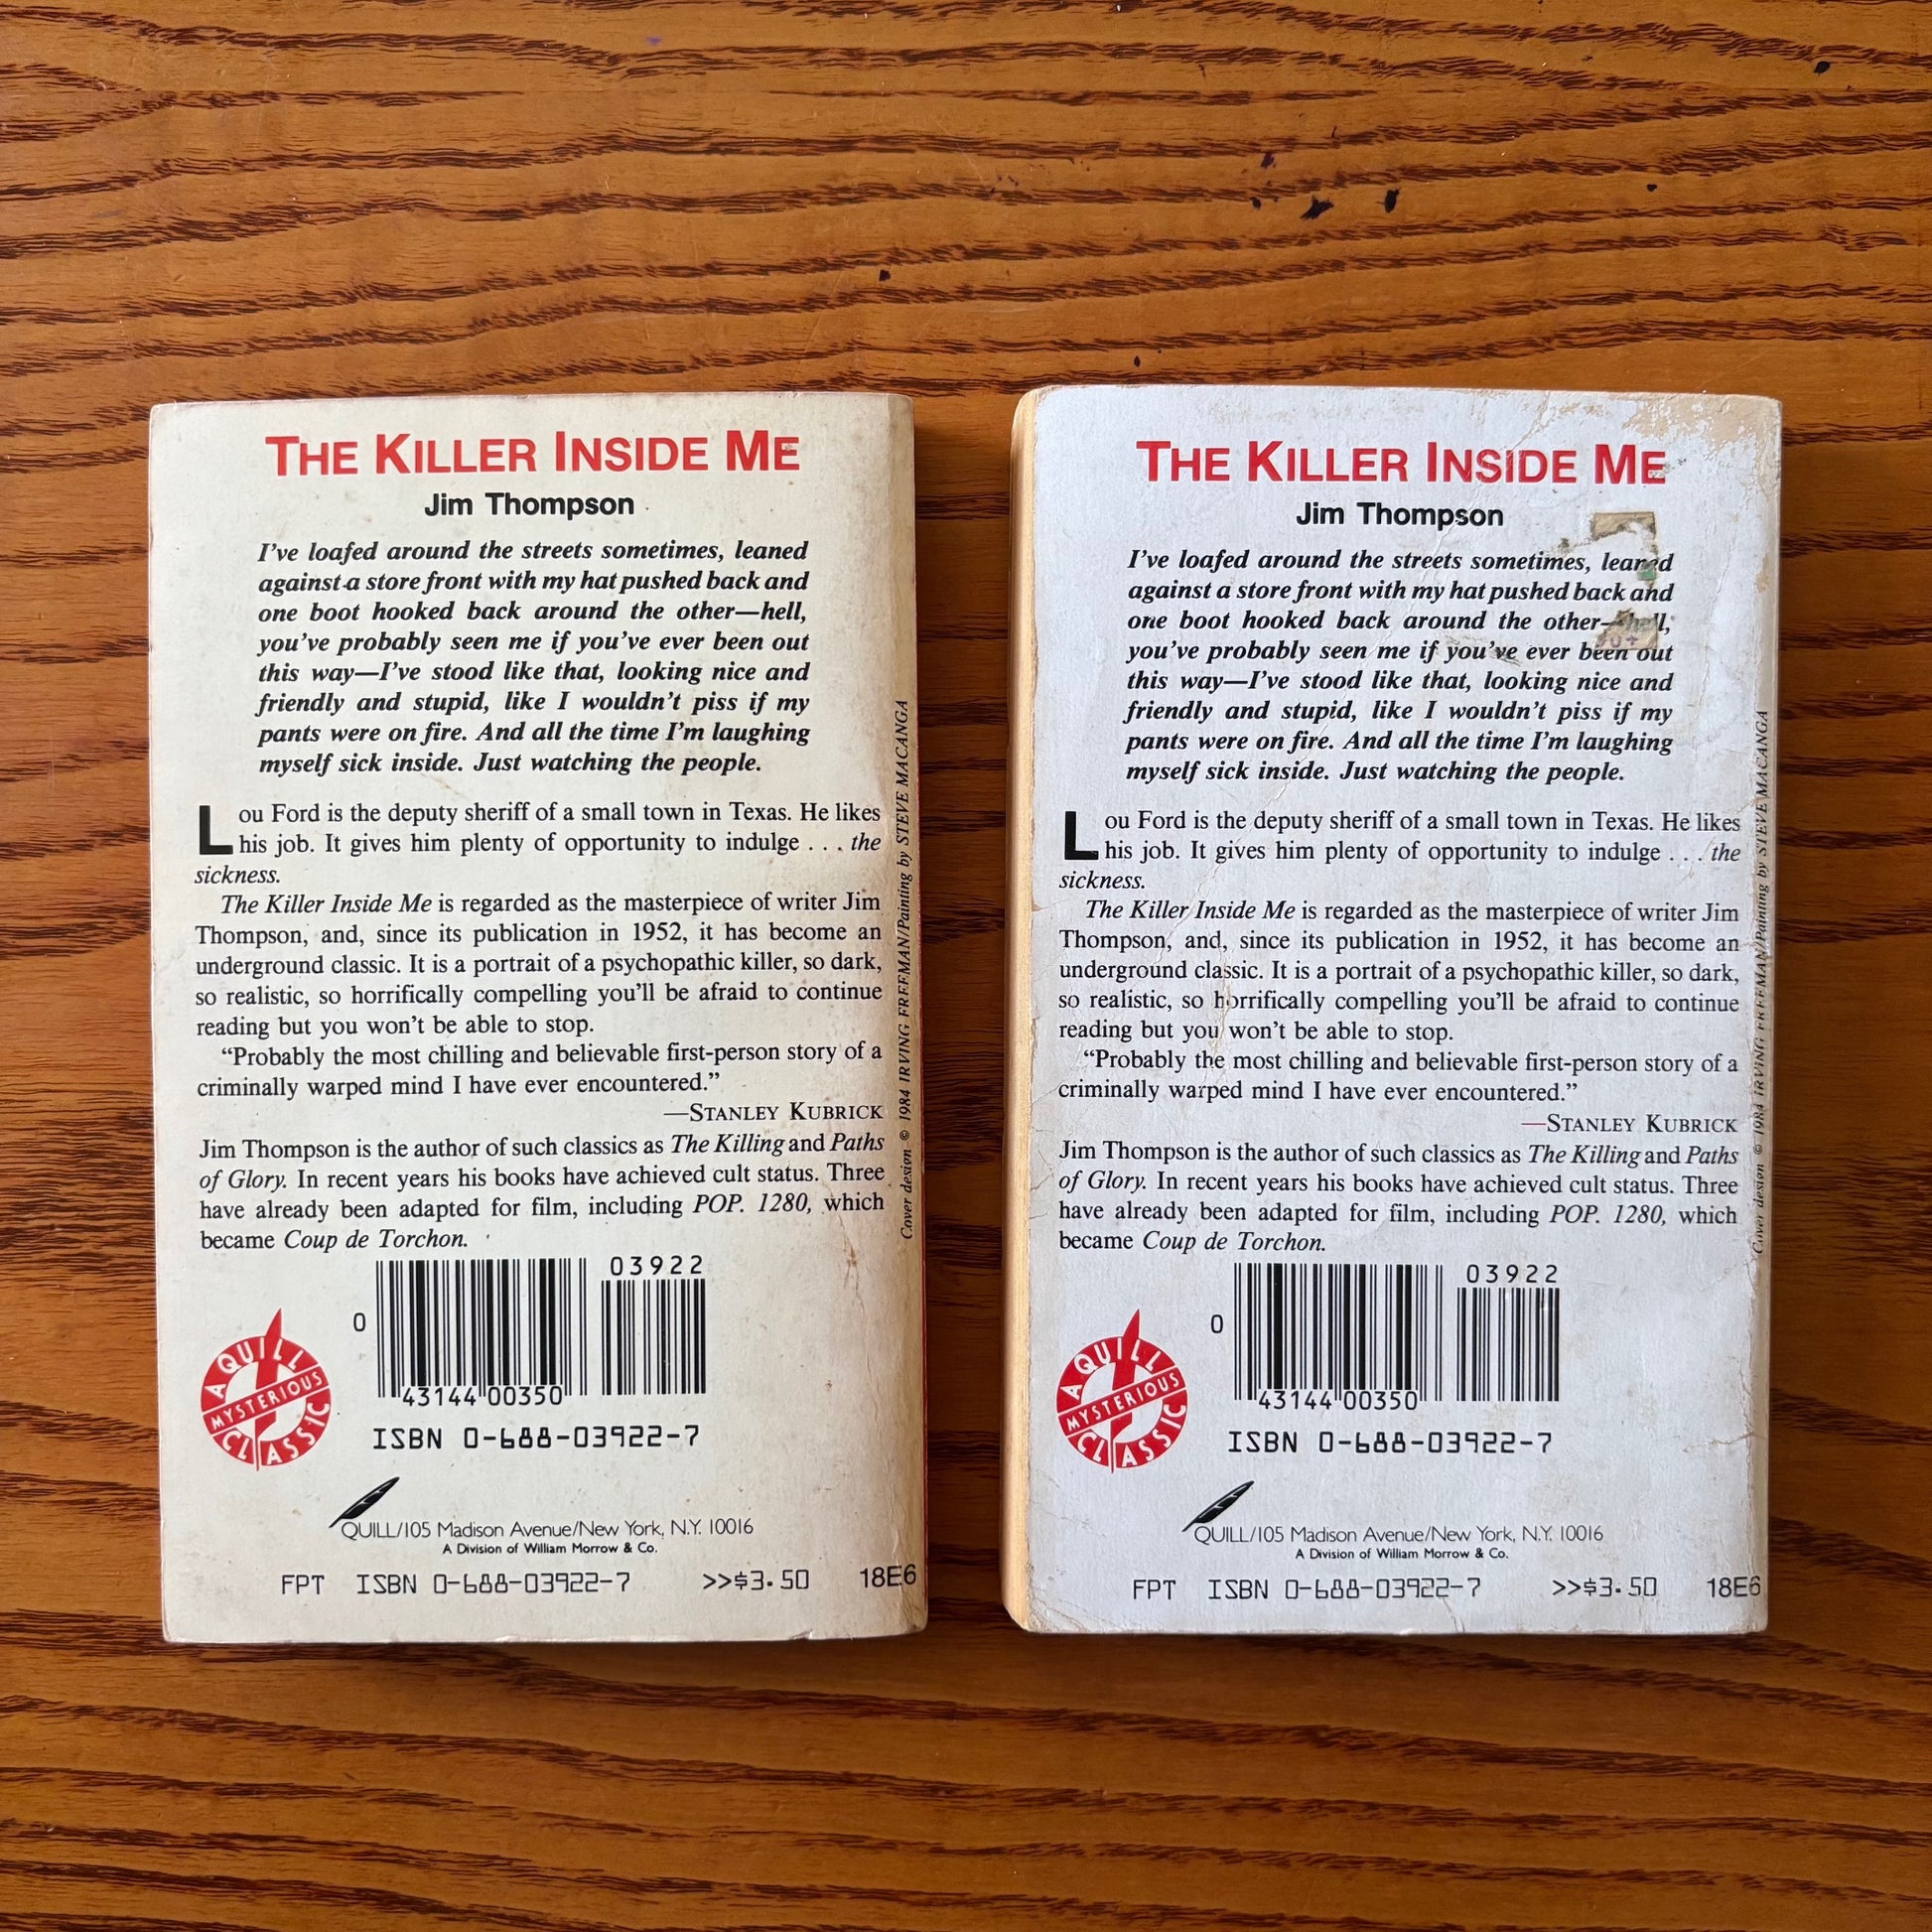 THE KILLER INSIDE ME
Jim Thompson
I've loafed around the streets sometimes, leaned
against a store front with my hat pushed back and
one boot hooked back around the other—hell,
you've probably seen me if you've ever been out
this way—I've stood like that, looking nice and
friendly and stupid, like I wouldn't piss if my
pants were on fire. And all the time I'm laughing
myself sick inside. Just watching the people.
Lou Ford is the deputy sheriff of a small town in Texas. He likes
his job. It gives him plenty of opportunity to indulge . . . the
sickness.
The Killer Inside Me is regarded as the masterpiece of writer Jim
Thompson, and, since its publication in 1952, it has become an
underground classic. It is a portrait of a psychopathic killer, so dark,
so realistic, so horrifically compelling you'll be afraid to continue
reading but you won't be able to stop.
“Probably the most chilling and believable first-person story of a
criminally warped mind I have ever encountered.”
—STANLEY KUBRICK
Jim Thompson is the author of such classics as The Killing and Paths
of Glory. In recent years his books have achieved cult status. Three
have already been adapted for film, including POP. 1280, which
became Coup de Torchon.
Cover design © 1984 IRVING FREEMAN/Painting by STEVE MACANGA
03922
0
43144 00350
ISBN 0-688-03922-7
A QUILL
MYSTERIOUS
CLASSIC
QUILL/105 Madison Avenue/New York, N.Y. 10016
A Division of William Morrow & Co.
FPT ISBN 0-688-03922-7 >>$3.50 18E6
THE KILLER INSIDE ME
Jim Thompson
I've loafed around the streets sometimes, leaned
against a store front with my hat pushed back and
one boot hooked back around the other—hell,
you've probably seen me if you've ever been out
this way—I've stood like that, looking nice and
friendly and stupid, like I wouldn't piss if my
pants were on fire. And all the time I'm laughing
myself sick inside. Just watching the people.
Lou Ford is the deputy sheriff of a small town in Texas. He likes
his job. It gives him plenty of opportunity to indulge . . . the
sickness.
The Killer Inside Me is regarded as the masterpiece of writer Jim
Thompson, and, since its publication in 1952, it has become an
underground classic. It is a portrait of a psychopathic killer, so dark,
so realistic, so horrifically compelling you'll be afraid to continue
reading but you won't be able to stop.
“Probably the most chilling and believable first-person story of a
criminally warped mind I have ever encountered.”
—STANLEY KUBRICK
Jim Thompson is the author of such classics as The Killing and Paths
of Glory. In recent years his books have achieved cult status. Three
have already been adapted for film, including POP. 1280, which
became Coup de Torchon.
Cover design © 1984 IRVING FREEMAN/Painting by STEVE MACANGA
03922
0
43144 00350
ISBN 0-688-03922-7
A QUILL
MYSTERIOUS
CLASSIC
QUILL/105 Madison Avenue/New York, N.Y. 10016
A Division of William Morrow & Co.
FPT ISBN 0-688-03922-7 >>$3.50 18E6